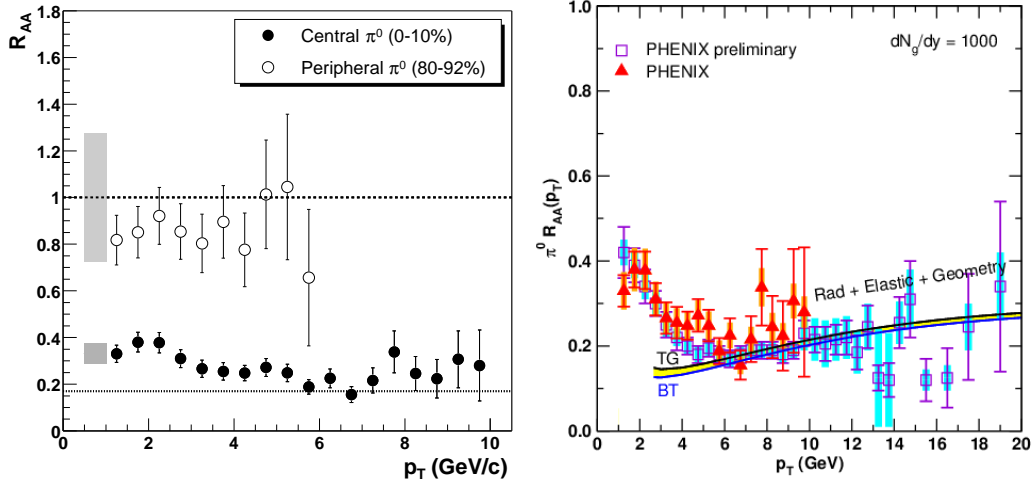 R_AA
1.8
1.6
1.4
1.2
1
0.8
0.6
0.4
0.2
0
0 2 4 6 8 10
p_T (GeV/c)
Central π⁰ (0-10%)
Peripheral π⁰ (80-92%)
π⁰ R_AA(p_T)
1.0
0.8
0.6
0.4
0.2
0.0
0 2 4 6 8 10 12 14 16 18 20
p_T (GeV)
PHENIX preliminary
PHENIX
dN_g/dy = 1000
Rad + Elastic + Geometry
TG
BT